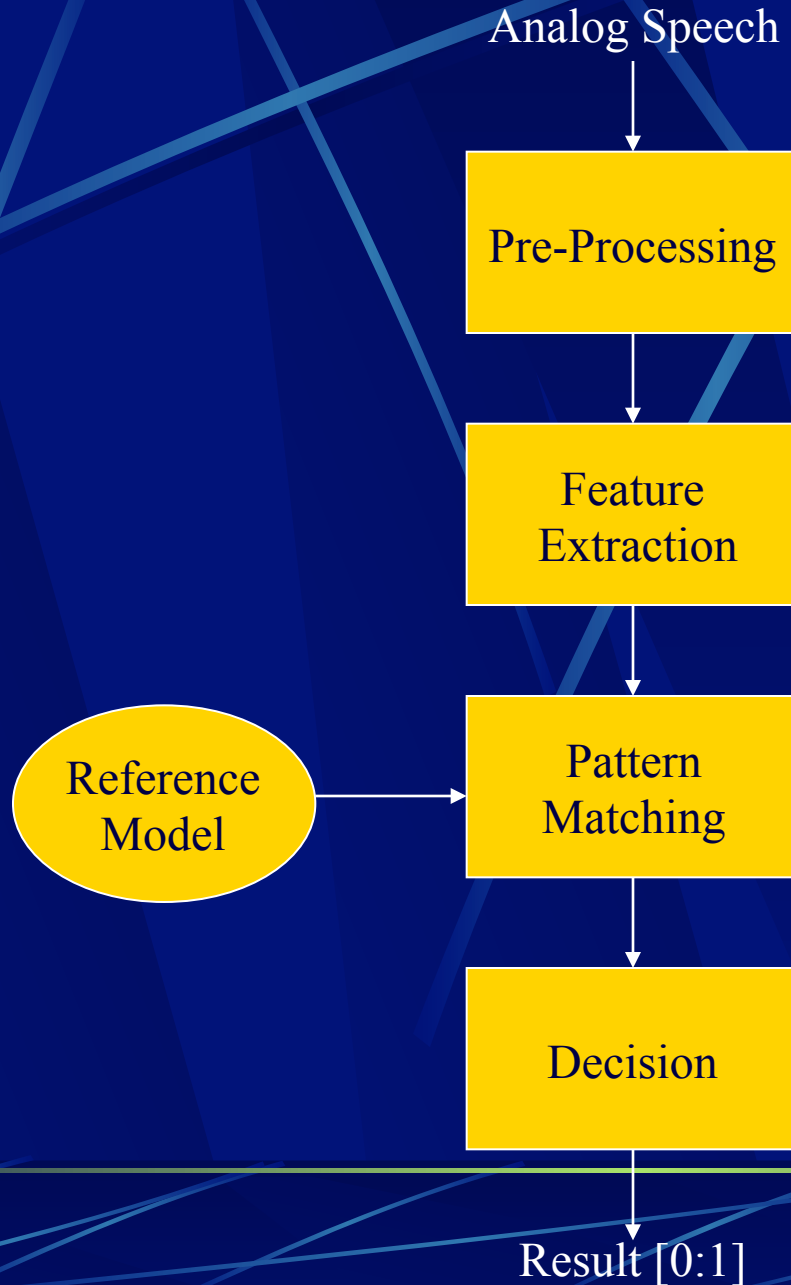 Analog Speech
Pre-Processing
Feature
Extraction
Reference
Model
Pattern
Matching
Decision
Result [0:1]